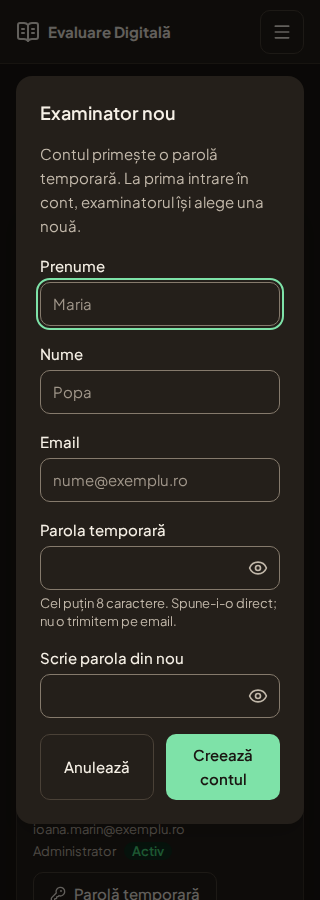 Evaluare Digitală
Examinator nou
Contul primește o parolă
temporară. La prima intrare în
cont, examinatorul își alege una
nouă.
Prenume
Maria
Nume
Popa
Email
nume@exemplu.ro
Parola temporară
Cel puțin 8 caractere. Spune-i-o direct;
nu o trimitem pe email.
Scrie parola din nou
Anulează
Creează
contul
ioana.marin@exemplu.ro
Administrator Activ
Parolă temporară